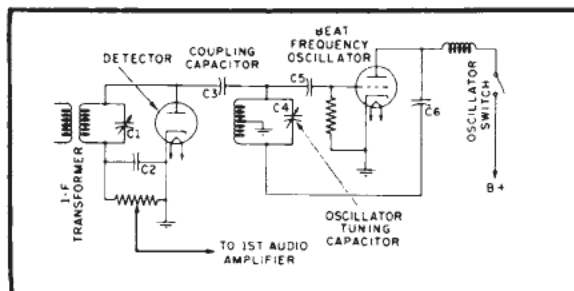 BEAT
FREQUENCY
OSCILLATOR
COUPLING
CAPACITOR
DETECTOR
C3
C5
C1
C4
C6
C2
I-F
TRANSFORMER
OSCILLATOR
SWITCH
B+
OSCILLATOR
TUNING
CAPACITOR
TO 1ST AUDIO
AMPLIFIER